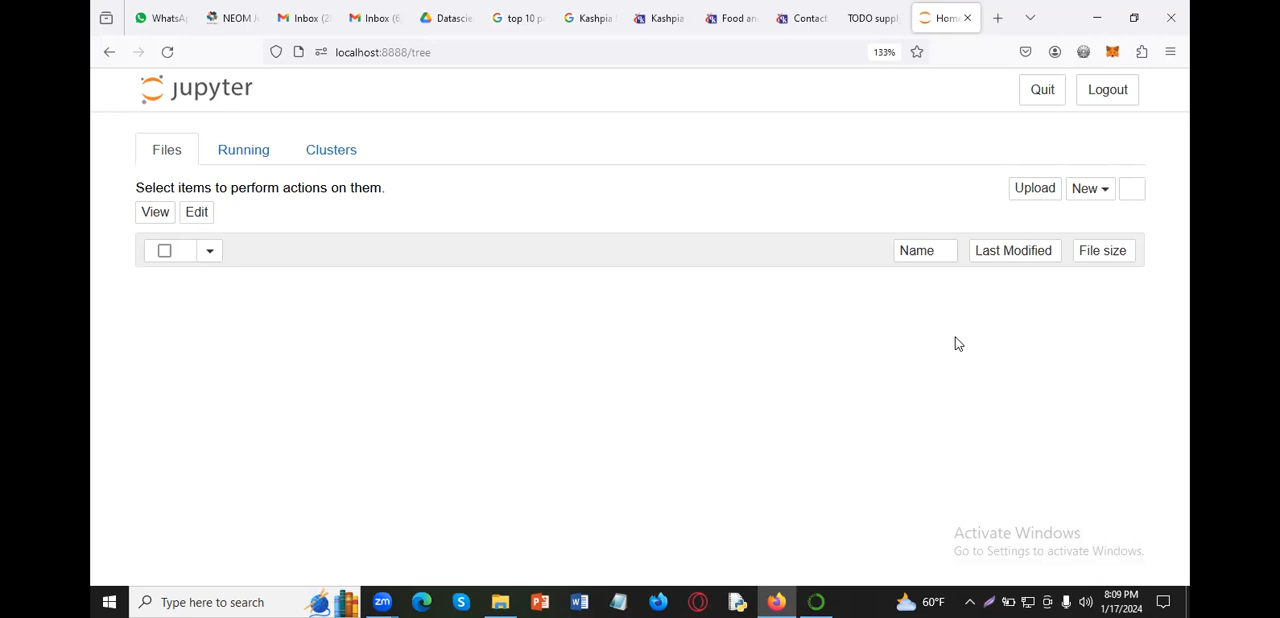 WhatsA NEOM J Inbox (2 Inbox (6 Datascie top 10 p Kashpia Kashpia Food an Contact TODO supply Home
localhost:8888/tree 133%
jupyter Quit Logout
Files Running Clusters
Select items to perform actions on them. Upload New
View Edit
Name Last Modified File size
Activate Windows
Go to Settings to activate Windows.
Type here to search 60°F 8:09 PM
1/17/2024